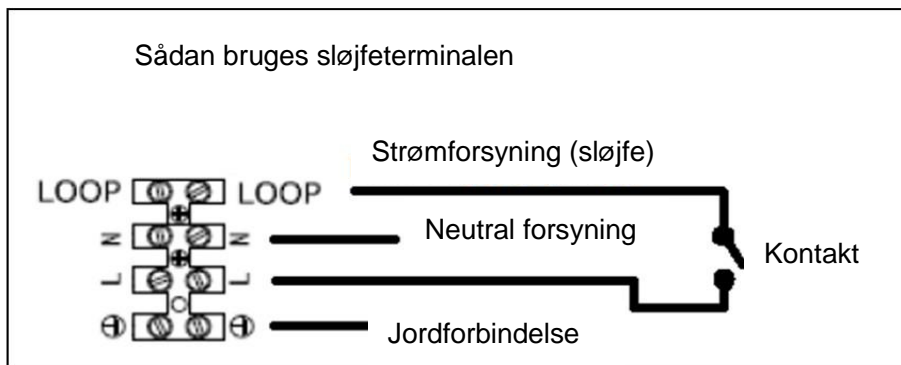 Sådan bruges sløjfeterminalen
Strømforsyning (sløjfe)
LOOP LOOP
N N Neutral forsyning
Kontakt
L L
Jordforbindelse